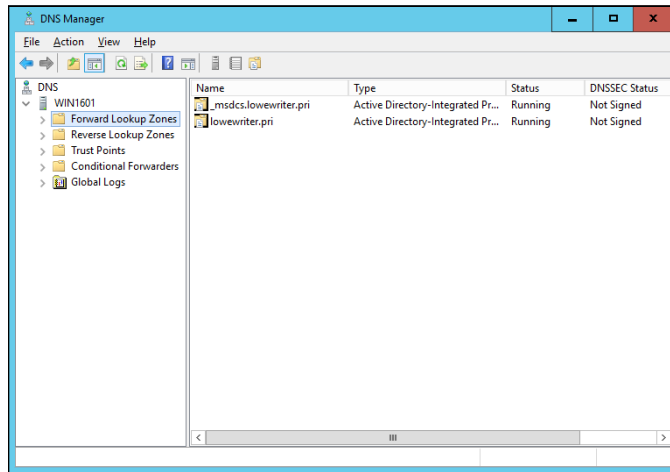 DNS Manager
File Action View Help
DNS
WIN1601
Forward Lookup Zones
Reverse Lookup Zones
Trust Points
Conditional Forwarders
Global Logs
Name Type Status DNSSEC Status
_msdcs.lowewriter.pri Active Directory-Integrated Pr... Running Not Signed
lowewriter.pri Active Directory-Integrated Pr... Running Not Signed